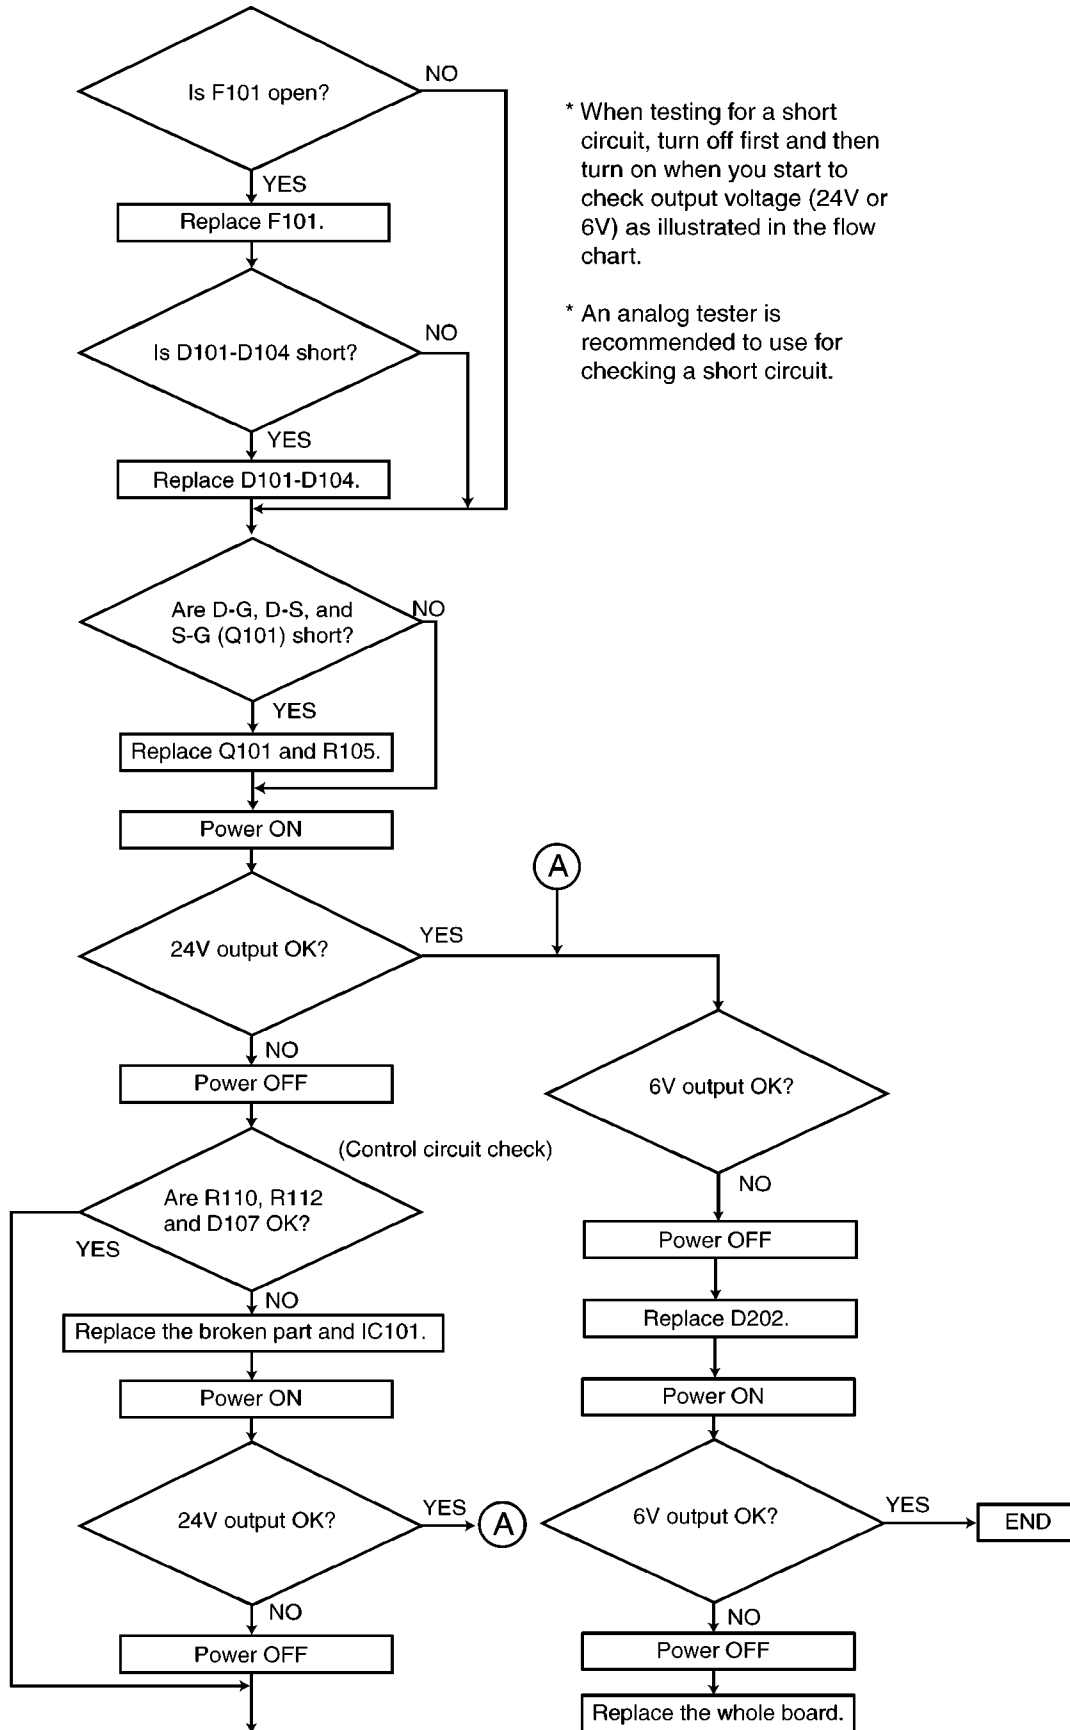 Is F101 open?
NO
YES
Replace F101.
Is D101-D104 short?
NO
YES
Replace D101-D104.
Are D-G, D-S, and
S-G (Q101) short?
NO
YES
Replace Q101 and R105.
Power ON
24V output OK?
YES
NO
Power OFF
(Control circuit check)
Are R110, R112
and D107 OK?
YES
NO
Replace the broken part and IC101.
Power ON
24V output OK?
YES
A
NO
Power OFF
* When testing for a short
circuit, turn off first and then
turn on when you start to
check output voltage (24V or
6V) as illustrated in the flow
chart.
* An analog tester is
recommended to use for
checking a short circuit.
A
6V output OK?
NO
Power OFF
Replace D202.
Power ON
6V output OK?
YES
END
NO
Power OFF
Replace the whole board.